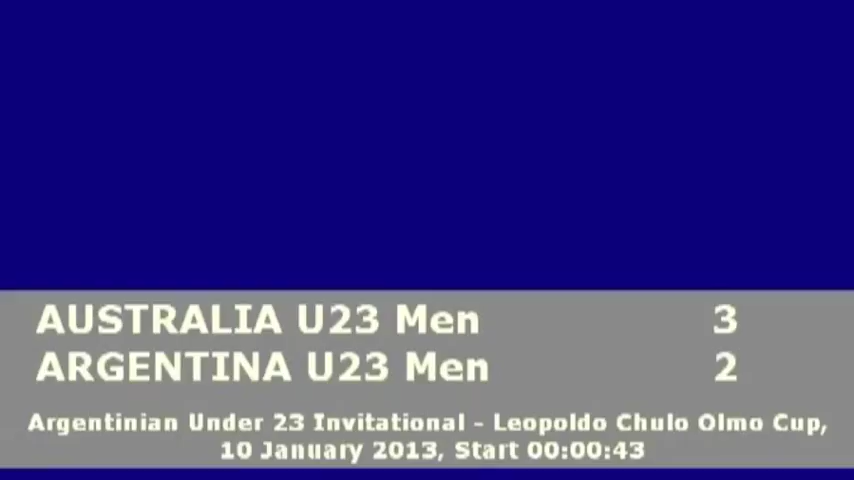 AUSTRALIA U23 Men 3
ARGENTINA U23 Men 2
Argentinian Under 23 Invitational - Leopoldo Chulo Olmo Cup,
10 January 2013, Start 00:00:43